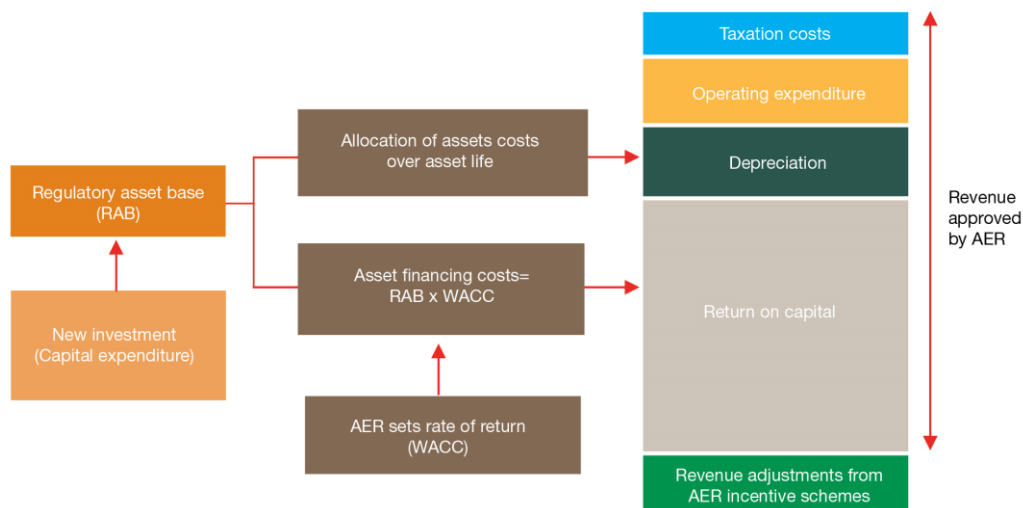 Taxation costs
Operating expenditure
Allocation of assets costs
over asset life
Depreciation
Regulatory asset base
(RAB)
Revenue
approved
by AER
Asset financing costs=
RAB x WACC
Return on capital
New investment
(Capital expenditure)
AER sets rate of return
(WACC)
Revenue adjustments from
AER incentive schemes